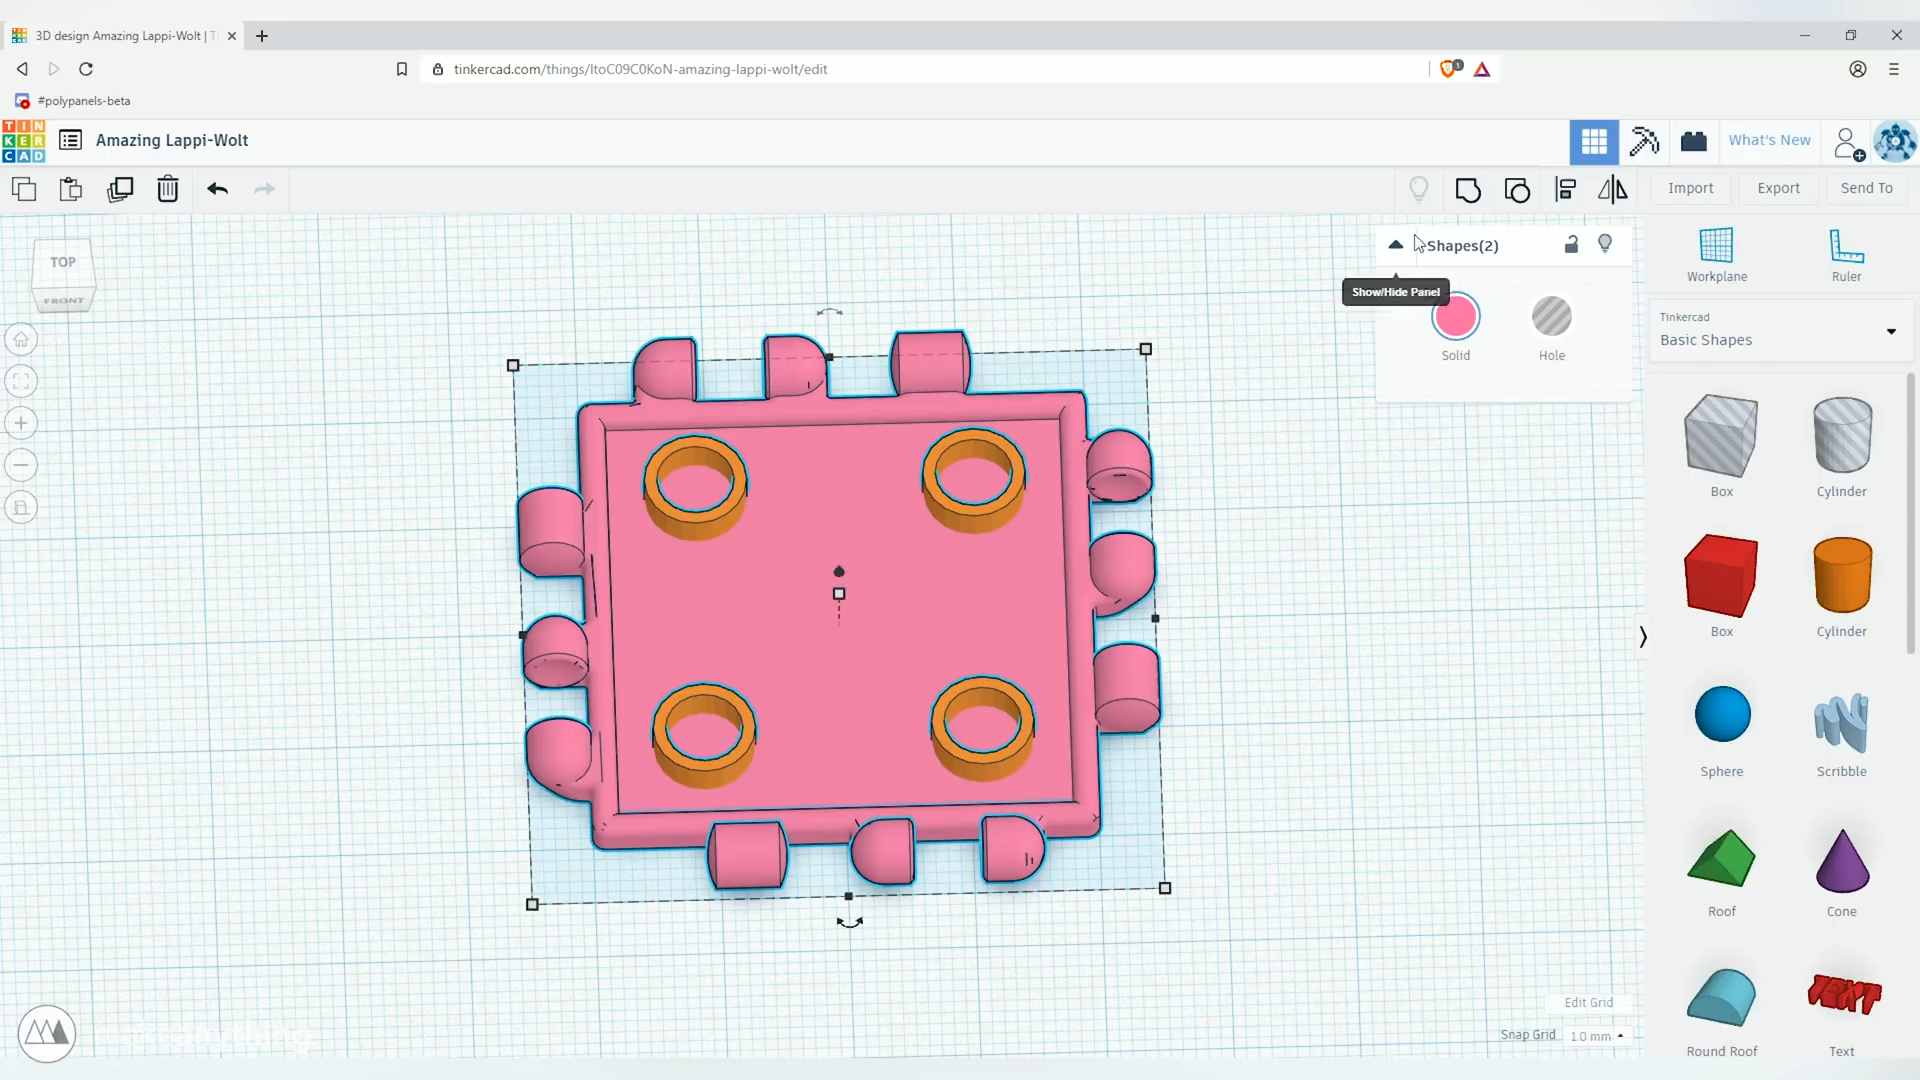 3D design Amazing Lappi-Wolt | T
tinkercad.com/things/ItoC09C0KoN-amazing-lappi-wolt/edit
1
#polypanels-beta
TIN
KER
CAD
Amazing Lappi-Wolt
What's New
Import
Export
Send To
TOP
FRONT
Shapes(2)
Show/Hide Panel
Solid
Hole
Workplane
Ruler
Tinkercad
Basic Shapes
Box
Cylinder
Box
Cylinder
Sphere
Scribble
Roof
Cone
TEXT
Round Roof
Text
Edit Grid
Snap Grid
1.0 mm